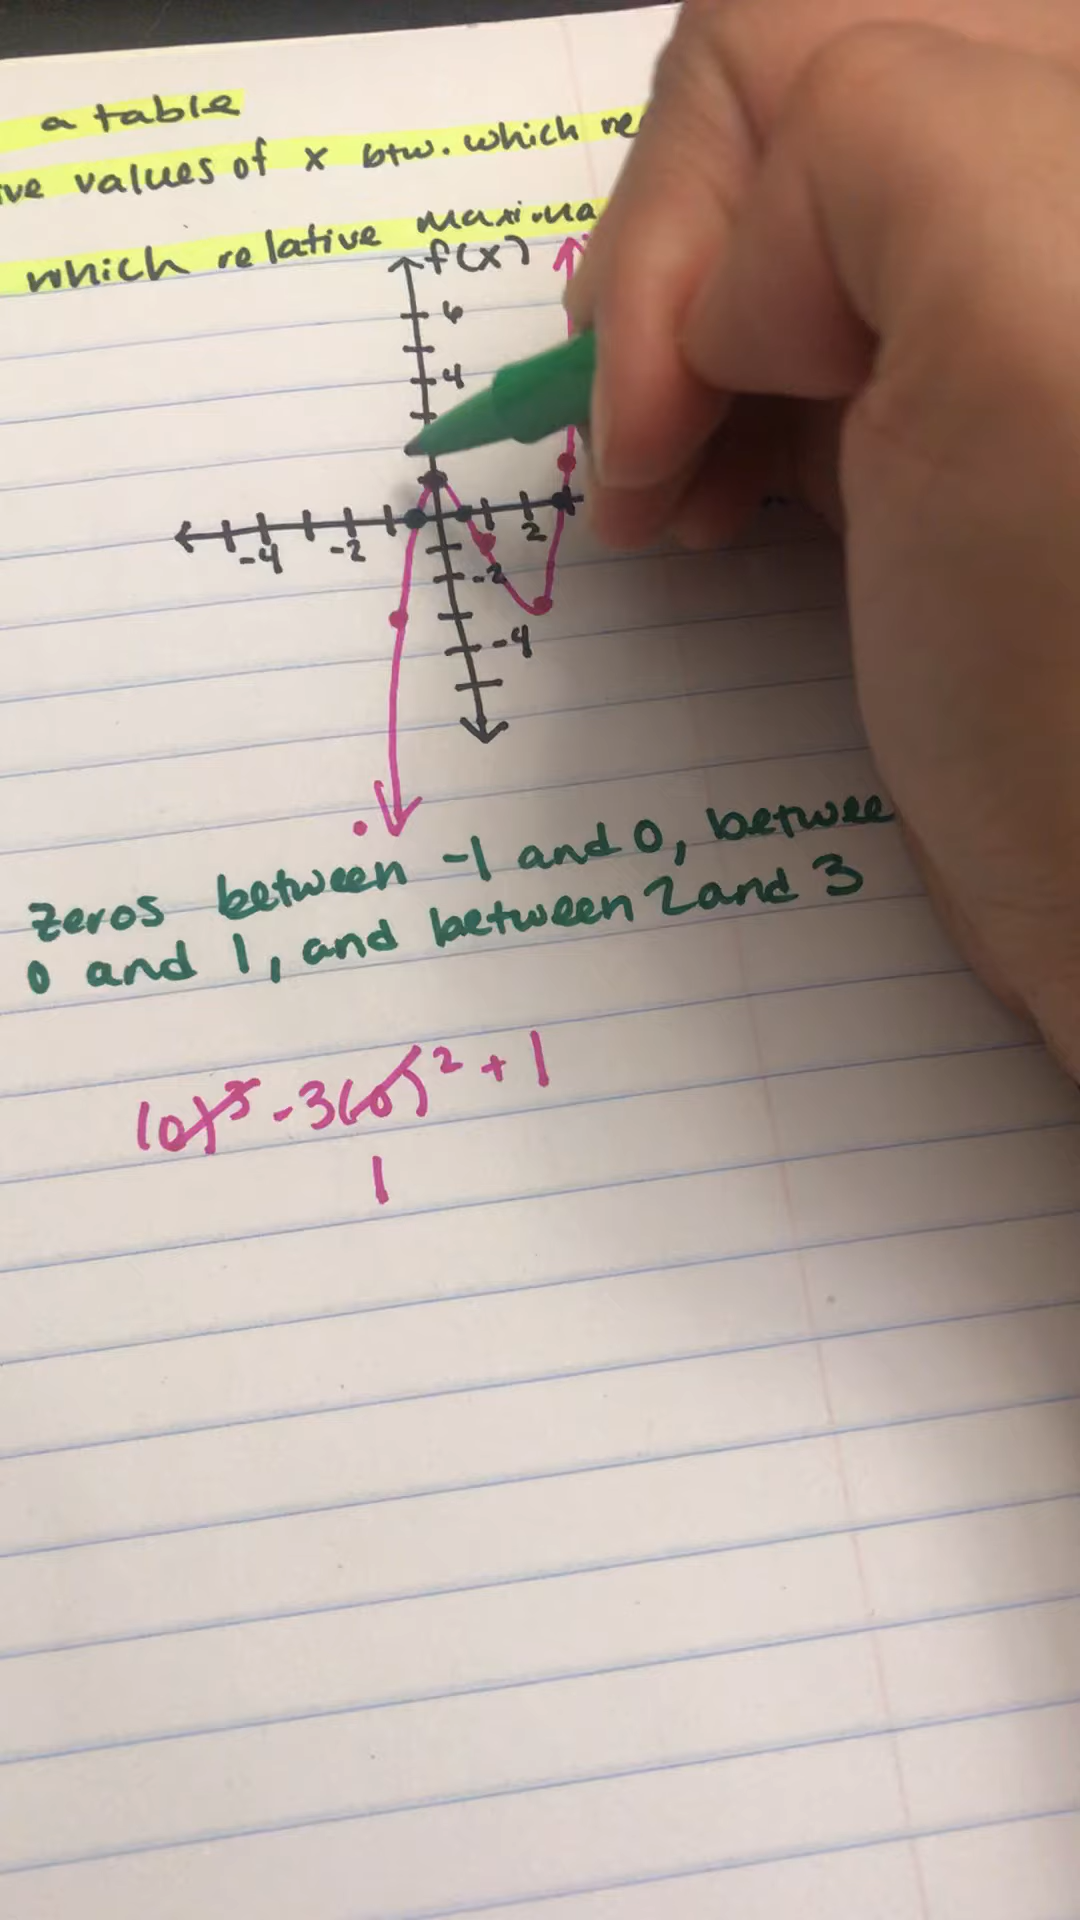 a table
ve values of x btw. which
which relative maxima
f(x)
6
4
-4 -2 2
-2
-4
zeros between -1 and 0, betwee
0 and 1, and between 2 and 3
(0)³ - 3(0)² + 1
1